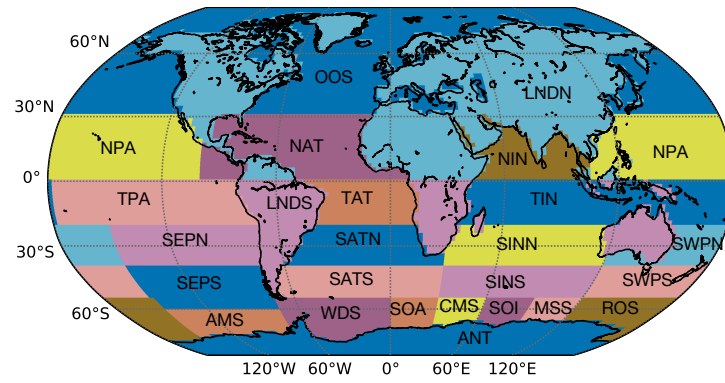 60°N
OOS
LNDN
30°N
NPA
NAT
NIN
NPA
0°
TPA
LNDS
TAT
TIN
SEPN
SATN
SINN
SWPN
30°S
SEPS
SATS
SINS
SWPS
60°S
AMS
WDS
SOA
CMS
SOI
MSS
ROS
ANT
120°W 60°W 0° 60°E 120°E